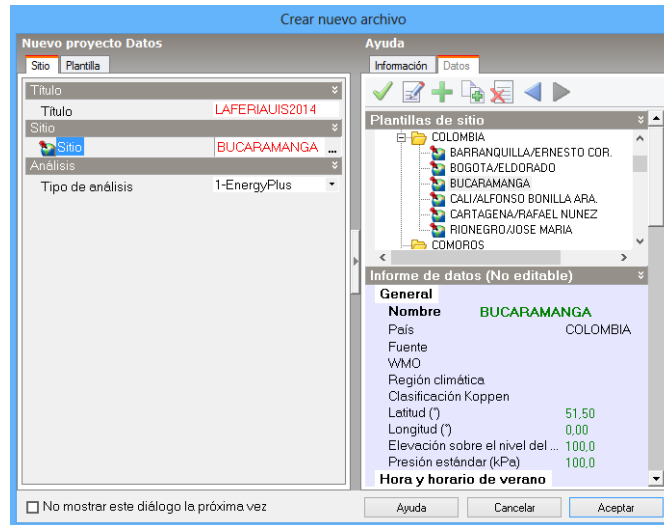 Crear nuevo archivo
Nuevo proyecto Datos
Sitio Plantilla
Título
Título LAFERIAUIS2014
Sitio
Sitio BUCARAMANGA ...
Análisis
Tipo de análisis 1-EnergyPlus
Ayuda
Información Datos
Plantillas de sitio
COLOMBIA
BARRANQUILLA/ERNESTO COR.
BOGOTA/ELDORADO
BUCARAMANGA
CALI/ALFONSO BONILLA ARA.
CARTAGENA/RAFAEL NUNEZ
RIONEGRO/JOSE MARIA
COMOROS
Informe de datos (No editable)
General
Nombre BUCARAMANGA
País COLOMBIA
Fuente
WMO
Región climática
Clasificación Koppen
Latitud (°) 51,50
Longitud (°) 0,00
Elevación sobre el nivel del ... 100,0
Presión estándar (kPa) 100,0
Hora y horario de verano
No mostrar este diálogo la próxima vez
Ayuda Cancelar Aceptar